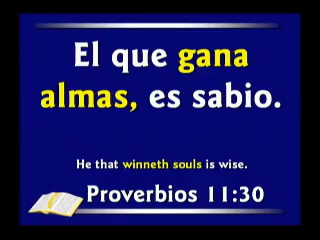 El que gana
almas, es sabio.
He that winneth souls is wise.
Proverbios 11:30